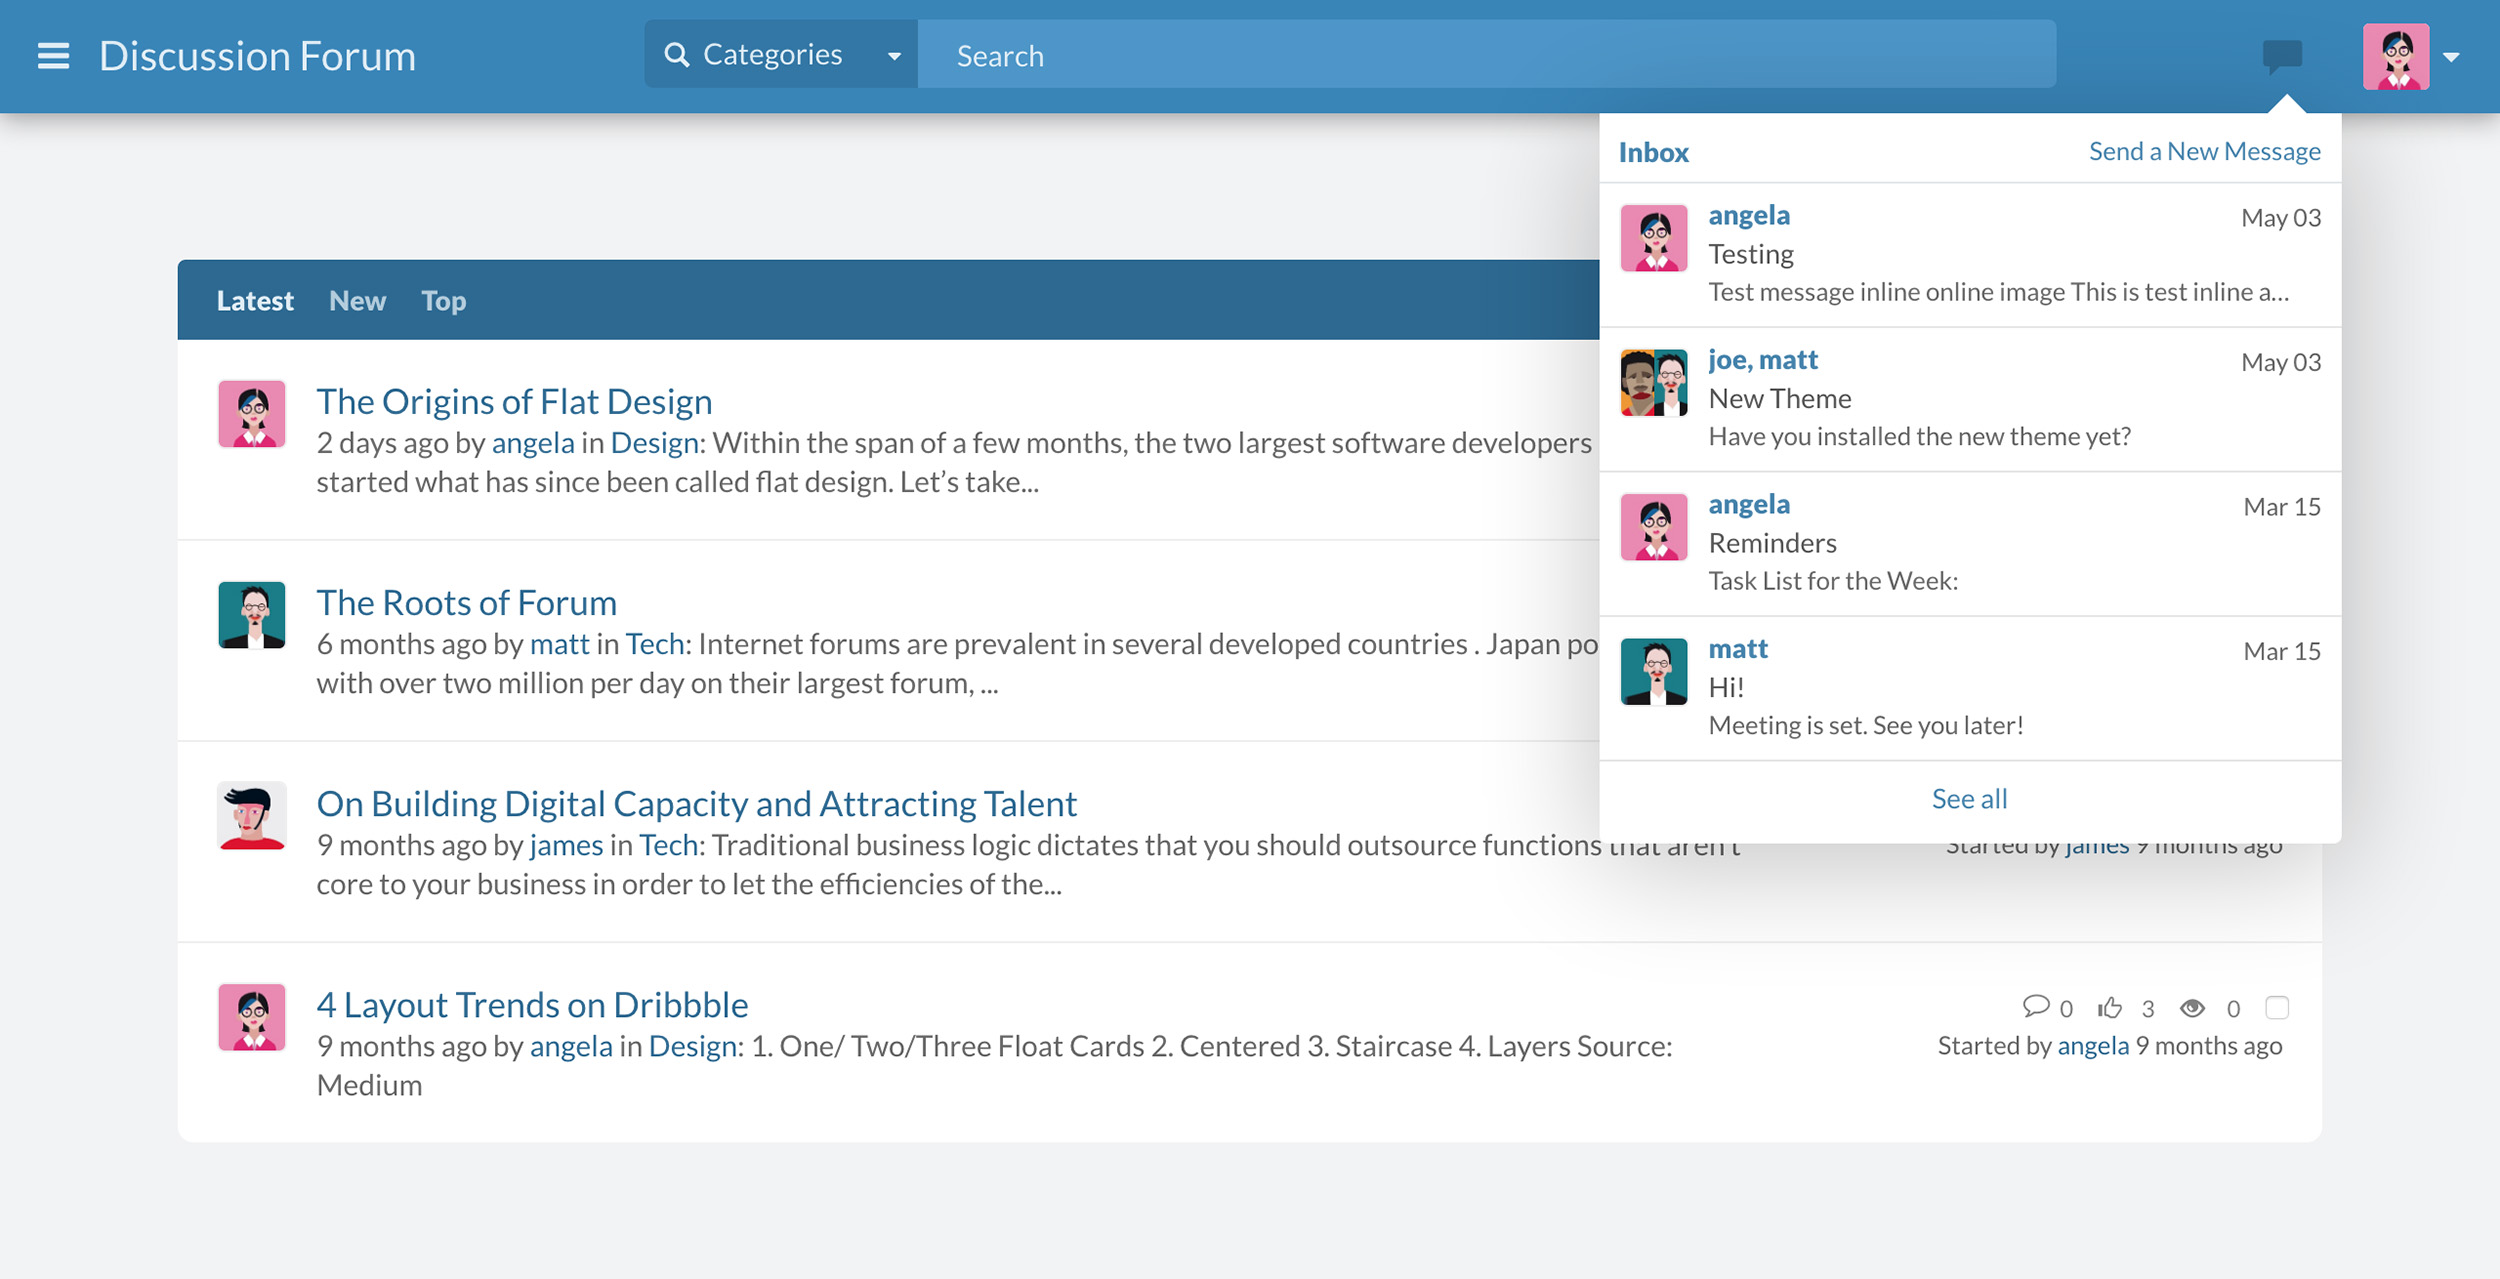 Discussion Forum
Categories
Search
Inbox
Send a New Message
angela
May 03
Testing
Test message inline online image This is test inline a...
joe, matt
May 03
New Theme
Have you installed the new theme yet?
angela
Mar 15
Reminders
Task List for the Week:
matt
Mar 15
Hi!
Meeting is set. See you later!
See all
Latest
New
Top
The Origins of Flat Design
2 days ago by angela in Design: Within the span of a few months, the two largest software developers
started what has since been called flat design. Let’s take...
The Roots of Forum
6 months ago by matt in Tech: Internet forums are prevalent in several developed countries . Japan po
with over two million per day on their largest forum, ...
On Building Digital Capacity and Attracting Talent
9 months ago by james in Tech: Traditional business logic dictates that you should outsource functions that aren't
core to your business in order to let the efficiencies of the...
Started by james 9 months ago
4 Layout Trends on Dribbble
9 months ago by angela in Design: 1. One/ Two/Three Float Cards 2. Centered 3. Staircase 4. Layers Source:
Medium
0 3 0
Started by angela 9 months ago